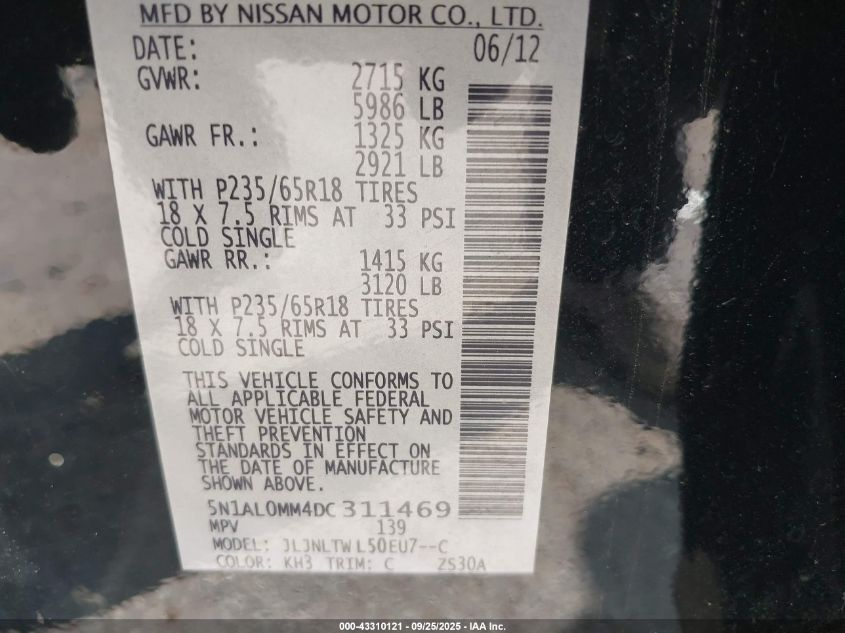 MFD BY NISSAN MOTOR CO., LTD.
DATE: 06/12
GVWR: 2715 KG
5986 LB
GAWR FR.: 1325 KG
2921 LB
WITH P235/65R18 TIRES
18 X 7.5 RIMS AT 33 PSI
COLD SINGLE
GAWR RR.: 1415 KG
3120 LB
WITH P235/65R18 TIRES
18 X 7.5 RIMS AT 33 PSI
COLD SINGLE
THIS VEHICLE CONFORMS TO
ALL APPLICABLE FEDERAL
MOTOR VEHICLE SAFETY AND
THEFT PREVENTION
STANDARDS IN EFFECT ON
THE DATE OF MANUFACTURE
SHOWN ABOVE.
5N1AL0MM4DC311469
MPV 139
MODEL: JLJNLTWL50EU7--C
COLOR: KH3 TRIM: C ZS30A
000-43310121 - 09/25/2025 - IAA Inc.